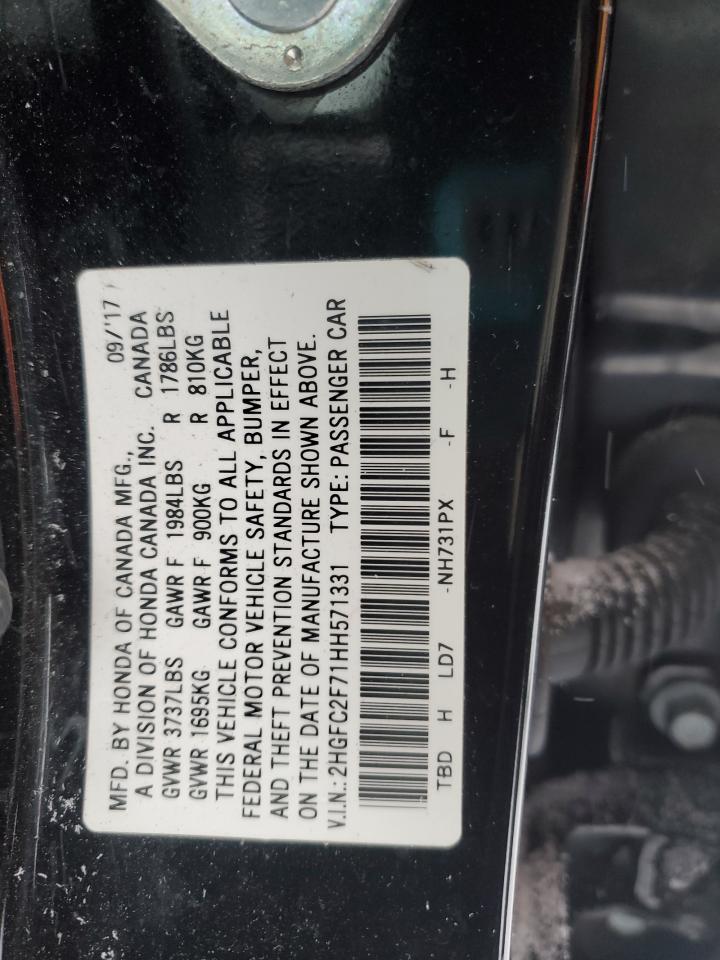 MFD. BY HONDA OF CANADA MFG., 09/'17
A DIVISION OF HONDA CANADA INC. CANADA
GVWR 3737LBS GAWR F 1984LBS R 1786LBS
GVWR 1695KG GAWR F 900KG R 810KG
THIS VEHICLE CONFORMS TO ALL APPLICABLE
FEDERAL MOTOR VEHICLE SAFETY, BUMPER,
AND THEFT PREVENTION STANDARDS IN EFFECT
ON THE DATE OF MANUFACTURE SHOWN ABOVE.
V.I.N.: 2HGFC2F71HH571331 TYPE: PASSENGER CAR
TBD H LD7 -NH731PX -F -H